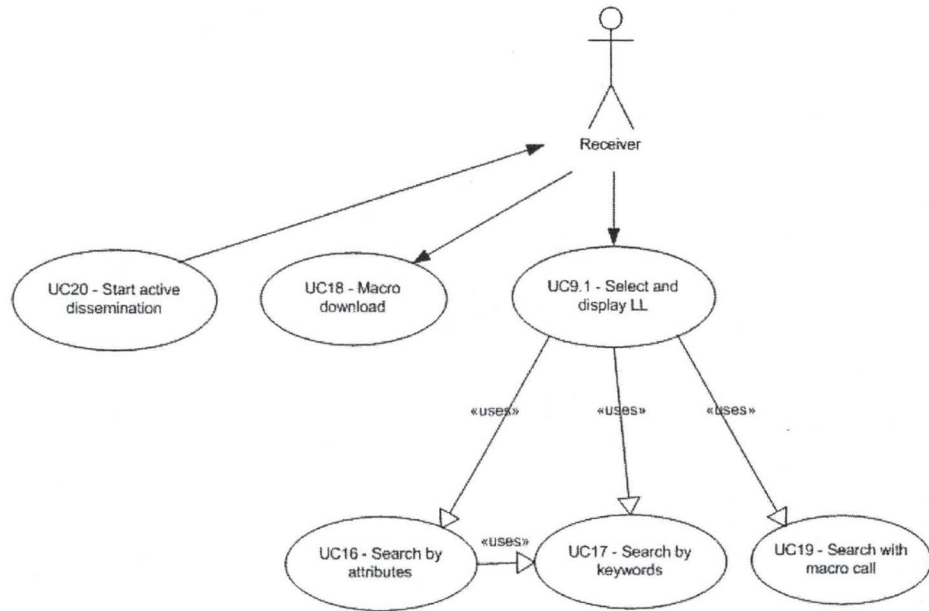 Receiver
UC20 - Start active
dissemination
UC18 - Macro
download
UC9.1 - Select and
display LL
«uses»
«uses»
«uses»
«uses»
UC16 - Search by
attributes
UC17 - Search by
keywords
UC19 - Search with
macro call